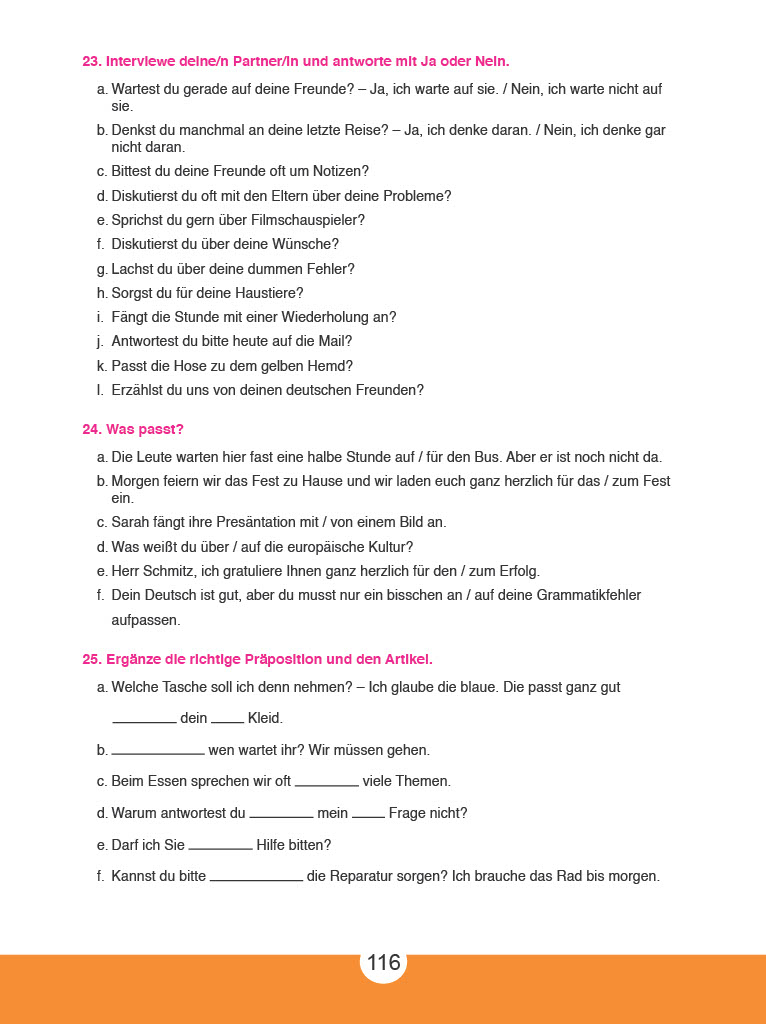 23. Interviewe deine/n Partner/in und antworte mit Ja oder Nein.
a. Wartest du gerade auf deine Freunde? – Ja, ich warte auf sie. / Nein, ich warte nicht auf
sie.
b. Denkst du manchmal an deine letzte Reise? – Ja, ich denke daran. / Nein, ich denke gar
nicht daran.
c. Bittest du deine Freunde oft um Notizen?
d. Diskutierst du oft mit den Eltern über deine Probleme?
e. Sprichst du gern über Filmschauspieler?
f. Diskutierst du über deine Wünsche?
g. Lachst du über deine dummen Fehler?
h. Sorgst du für deine Haustiere?
i. Fängt die Stunde mit einer Wiederholung an?
j. Antwortest du bitte heute auf die Mail?
k. Passt die Hose zu dem gelben Hemd?
l. Erzählst du uns von deinen deutschen Freunden?
24. Was passt?
a. Die Leute warten hier fast eine halbe Stunde auf / für den Bus. Aber er ist noch nicht da.
b. Morgen feiern wir das Fest zu Hause und wir laden euch ganz herzlich für das / zum Fest
ein.
c. Sarah fängt ihre Presäntation mit / von einem Bild an.
d. Was weißt du über / auf die europäische Kultur?
e. Herr Schmitz, ich gratuliere Ihnen ganz herzlich für den / zum Erfolg.
f. Dein Deutsch ist gut, aber du musst nur ein bisschen an / auf deine Grammatikfehler
aufpassen.
25. Ergänze die richtige Präposition und den Artikel.
a. Welche Tasche soll ich denn nehmen? – Ich glaube die blaue. Die passt ganz gut
________ dein ____ Kleid.
b. ____________ wen wartet ihr? Wir müssen gehen.
c. Beim Essen sprechen wir oft ________ viele Themen.
d. Warum antwortest du ________ mein ____ Frage nicht?
e. Darf ich Sie ________ Hilfe bitten?
f. Kannst du bitte ____________ die Reparatur sorgen? Ich brauche das Rad bis morgen.
116